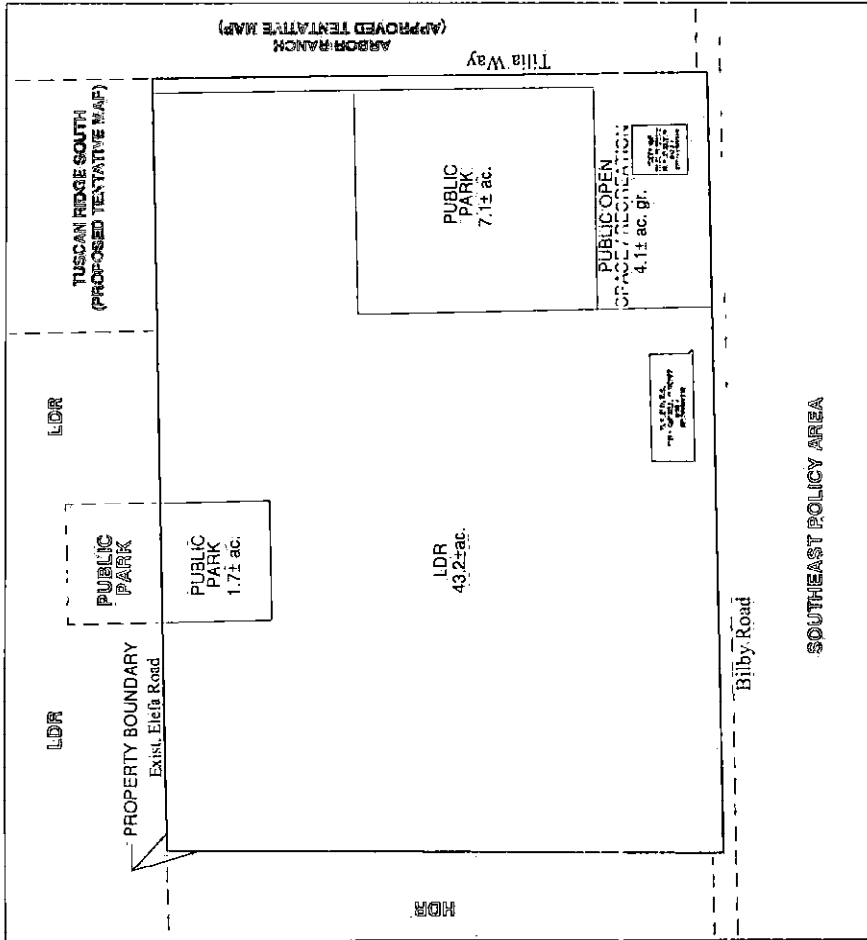 ARBOR RANCH
(APPROVED TENTATIVE MAP)
Tilia Way
TUSCAN RIDGE SOUTH
(PROPOSED TENTATIVE MAP)
LDR
LDR
PUBLIC
PARK
PROPERTY BOUNDARY
Exist. Elefa Road
PUBLIC
PARK
1.7± ac.
PUBLIC
PARK
7.1± ac.
PUBLIC OPEN
SPACE / RECREATION
4.1± ac. gr.
LDR
43.2± ac.
HDR
Bilby Road
SOUTHEAST POLICY AREA